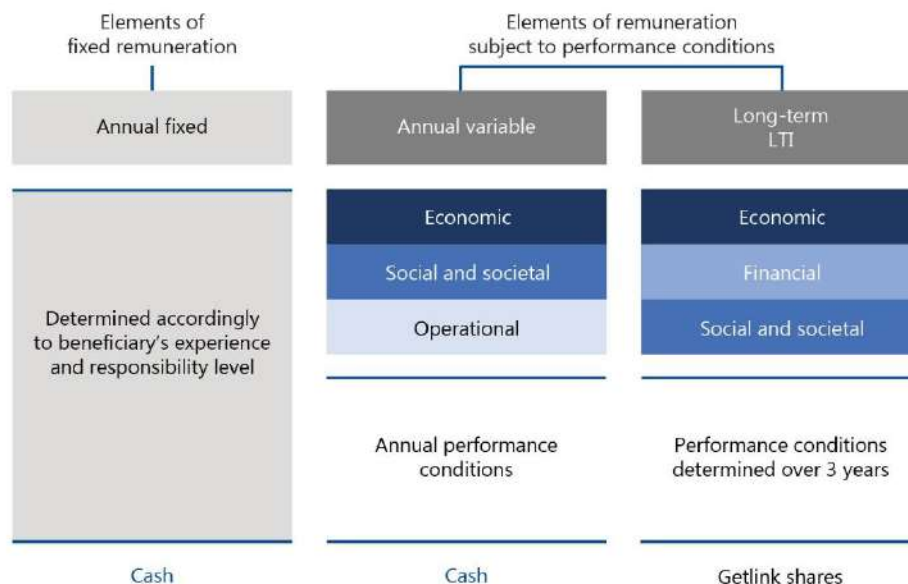 Elements of
fixed remuneration
Elements of remuneration
subject to performance conditions
Annual fixed
Annual variable
Long-term
LTI
Determined accordingly
to beneficiary's experience
and responsibility level
Economic
Social and societal
Operational
Economic
Financial
Social and societal
Annual performance
conditions
Performance conditions
determined over 3 years
Cash
Cash
Getlink shares